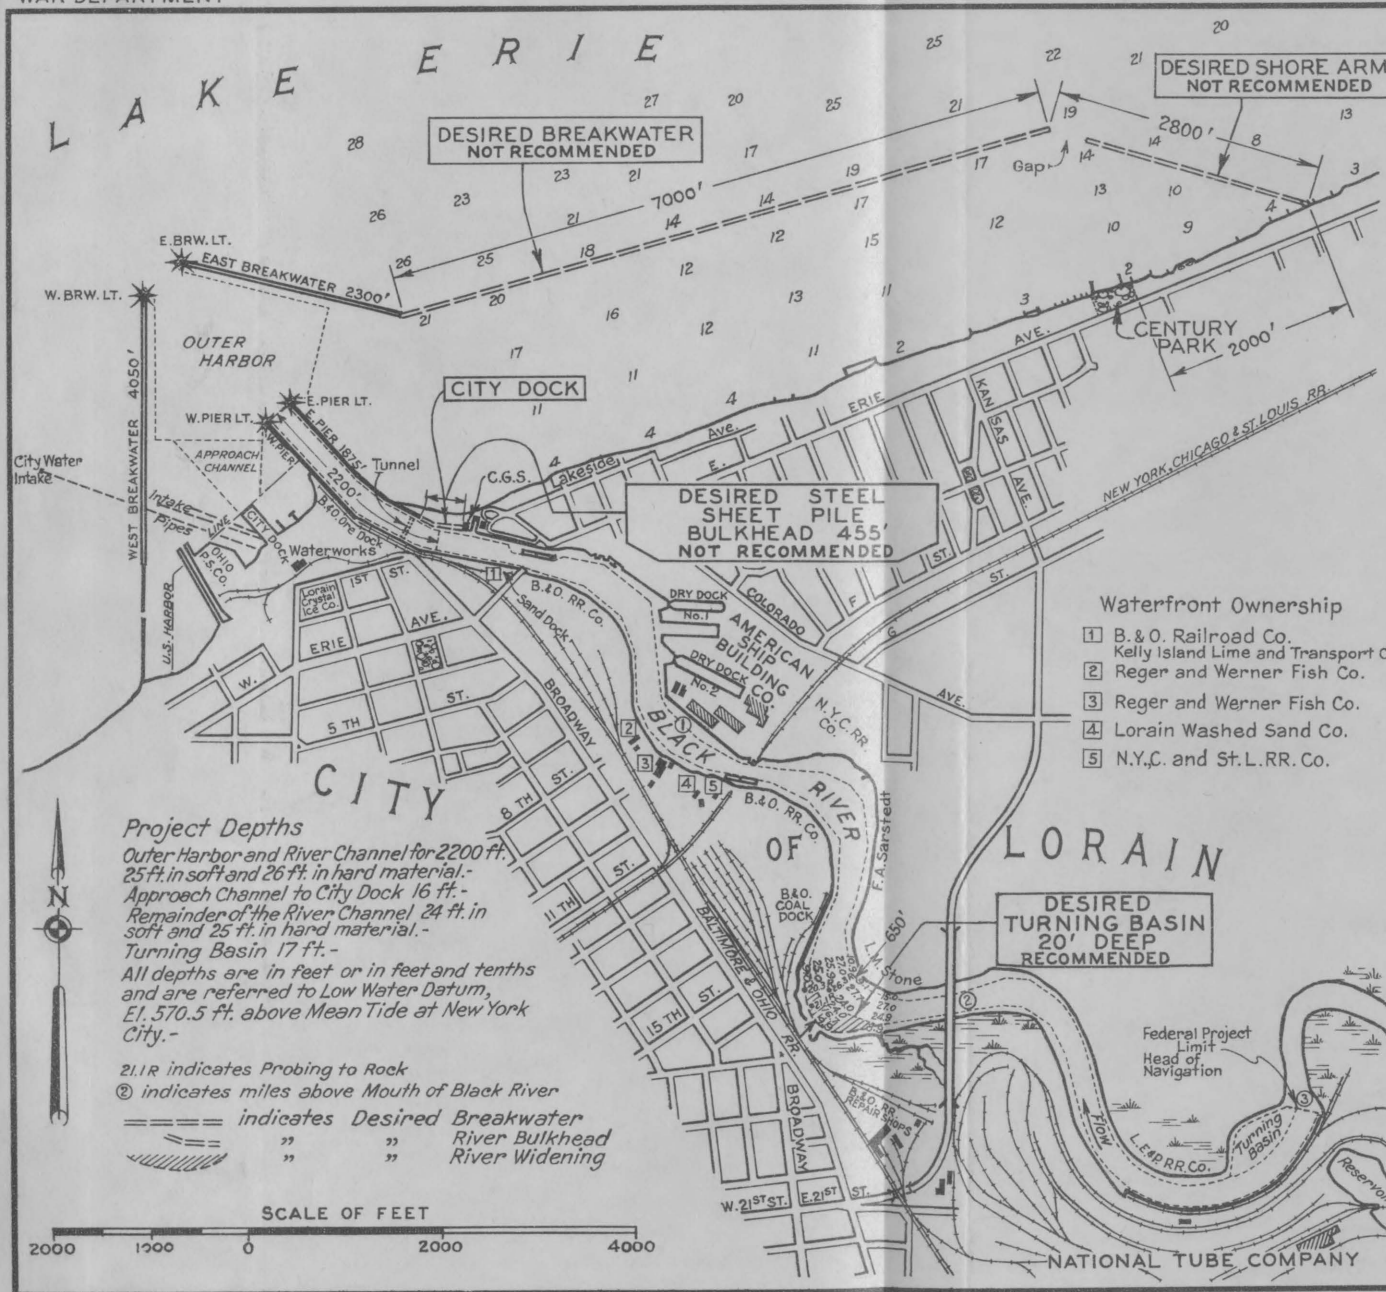 WAR DEPARTMENT
LAKE ERIE
DESIRED BREAKWATER
NOT RECOMMENDED
DESIRED SHORE ARM
NOT RECOMMENDED
7000'
2800'
Gap
E. BRW. LT.
EAST BREAKWATER 2300'
W. BRW. LT.
OUTER
HARBOR
WEST BREAKWATER 4050'
CITY DOCK
CENTURY
PARK
2000'
E. PIER LT.
W. PIER LT.
E. PIER 1875'
W. PIER
2200'
APPROACH
CHANNEL
Tunnel
C.G.S.
City Water
Intake
Intake
Pipes
LINE
CITY DOCK
OHIO
P.S. CO.
B.&O. Ore Dock
Waterworks
U.S. HARBOR
Lakeside Ave.
E. ERIE AVE.
KANSAS AVE.
NEW YORK, CHICAGO & ST. LOUIS RR.
DESIRED STEEL
SHEET PILE
BULKHEAD 455'
NOT RECOMMENDED
Lorain
Crystal
Ice Co.
1ST ST.
W. ERIE AVE.
5 TH ST.
1
Sand Dock
B.&O. RR. Co.
DRY DOCK
No. 1
AMERICAN
SHIP
BUILDING
CO.
DRY DOCK
No. 2
COLORADO AVE.
F ST.
G ST.
N.Y.C. RR.
CO.
BROADWAY
BLACK RIVER
①
2
3
4
5
B.&O. RR. Co.
F.A. Sarstedt
Waterfront Ownership
1 B.&O. Railroad Co.
Kelly Island Lime and Transport C
2 Reger and Werner Fish Co.
3 Reger and Werner Fish Co.
4 Lorain Washed Sand Co.
5 N.Y.,C. and St.L.RR. Co.
CITY OF LORAIN
8 TH ST.
11 TH ST.
15 TH ST.
BALTIMORE & OHIO RR.
B.&O.
COAL
DOCK
650'
L.M. Stone
DESIRED
TURNING BASIN
20' DEEP
RECOMMENDED
②
Federal Project
Limit
Head of
Navigation
③
Turning
Basin
Flow
L.E.&P. RR. Co.
Reservoir
B.&O. RR.
REPAIR SHOPS
BROADWAY
W. 21ST ST.
E. 21ST ST.
NATIONAL TUBE COMPANY
N
Project Depths
Outer Harbor and River Channel for 2200 ft.
25 ft. in soft and 26 ft. in hard material.-
Approach Channel to City Dock 16 ft.-
Remainder of the River Channel 24 ft. in
soft and 25 ft. in hard material.-
Turning Basin 17 ft.-
All depths are in feet or in feet and tenths
and are referred to Low Water Datum,
El. 570.5 ft. above Mean Tide at New York
City.-
21.1R indicates Probing to Rock
② indicates miles above Mouth of Black River
indicates Desired Breakwater
" " River Bulkhead
" " River Widening
SCALE OF FEET
2000 1000 0 2000 4000